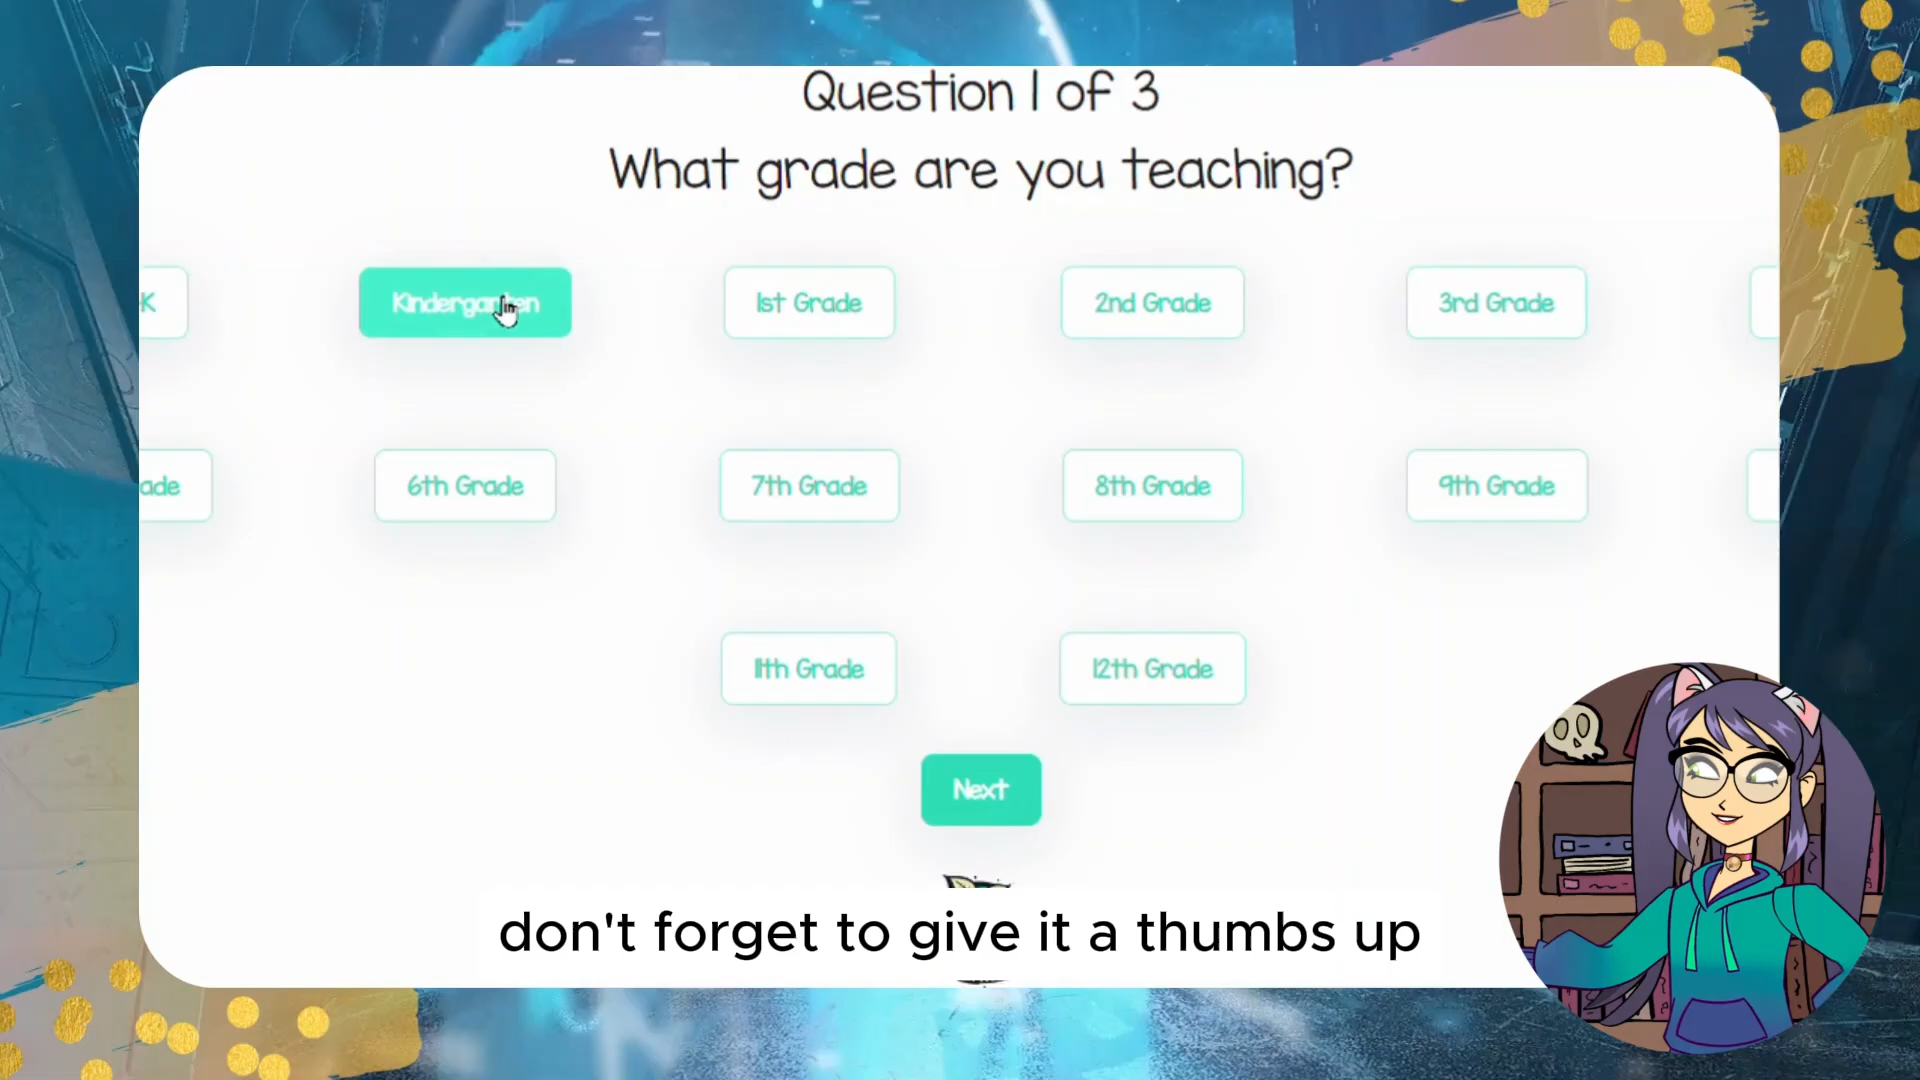 Question 1 of 3
What grade are you teaching?
K
Kindergarten
1st Grade
2nd Grade
3rd Grade
ade
6th Grade
7th Grade
8th Grade
9th Grade
11th Grade
12th Grade
Next
don't forget to give it a thumbs up